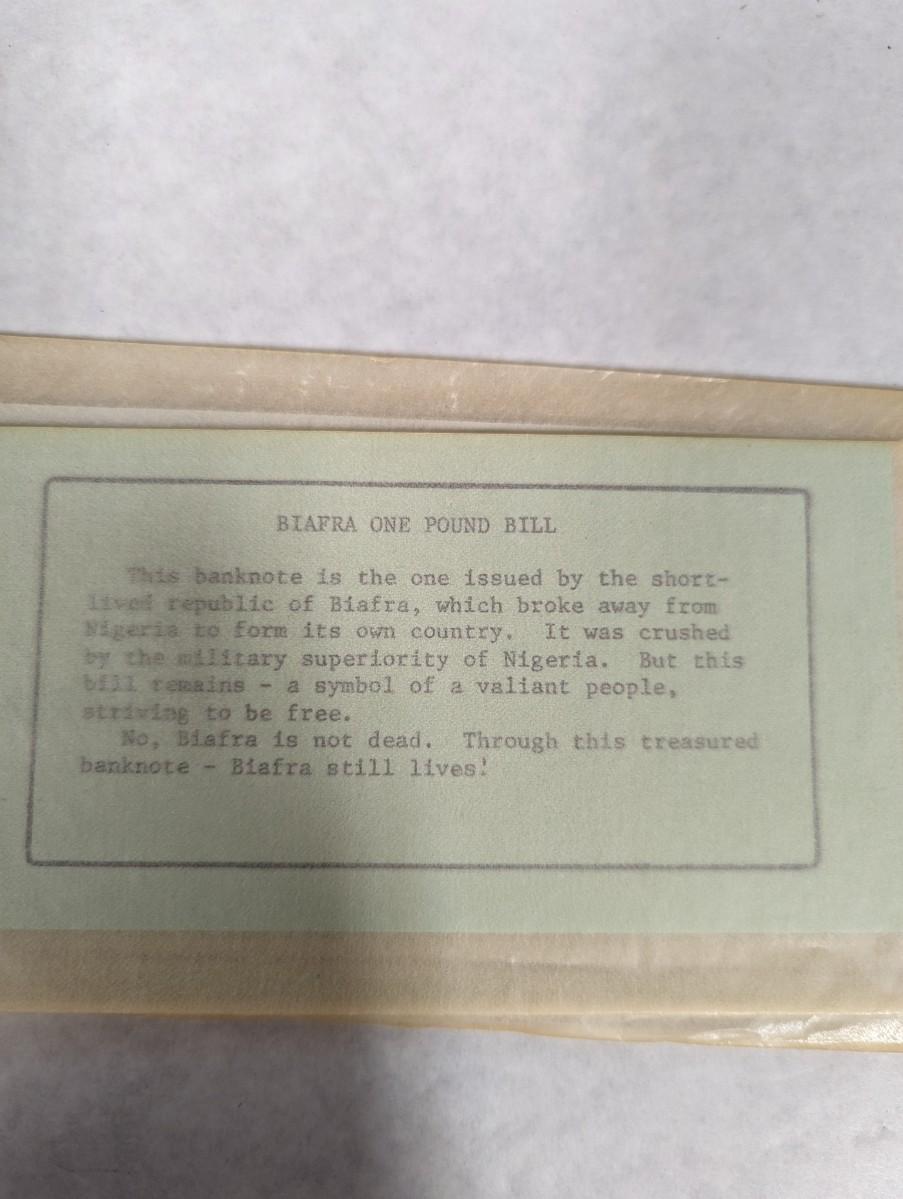 BIAFRA ONE POUND BILL
This banknote is the one issued by the short-
lived republic of Biafra, which broke away from
Nigeria to form its own country. It was crushed
by the military superiority of Nigeria. But this
bill remains - a symbol of a valiant people,
striving to be free.
No, Biafra is not dead. Through this treasured
banknote - Biafra still lives!